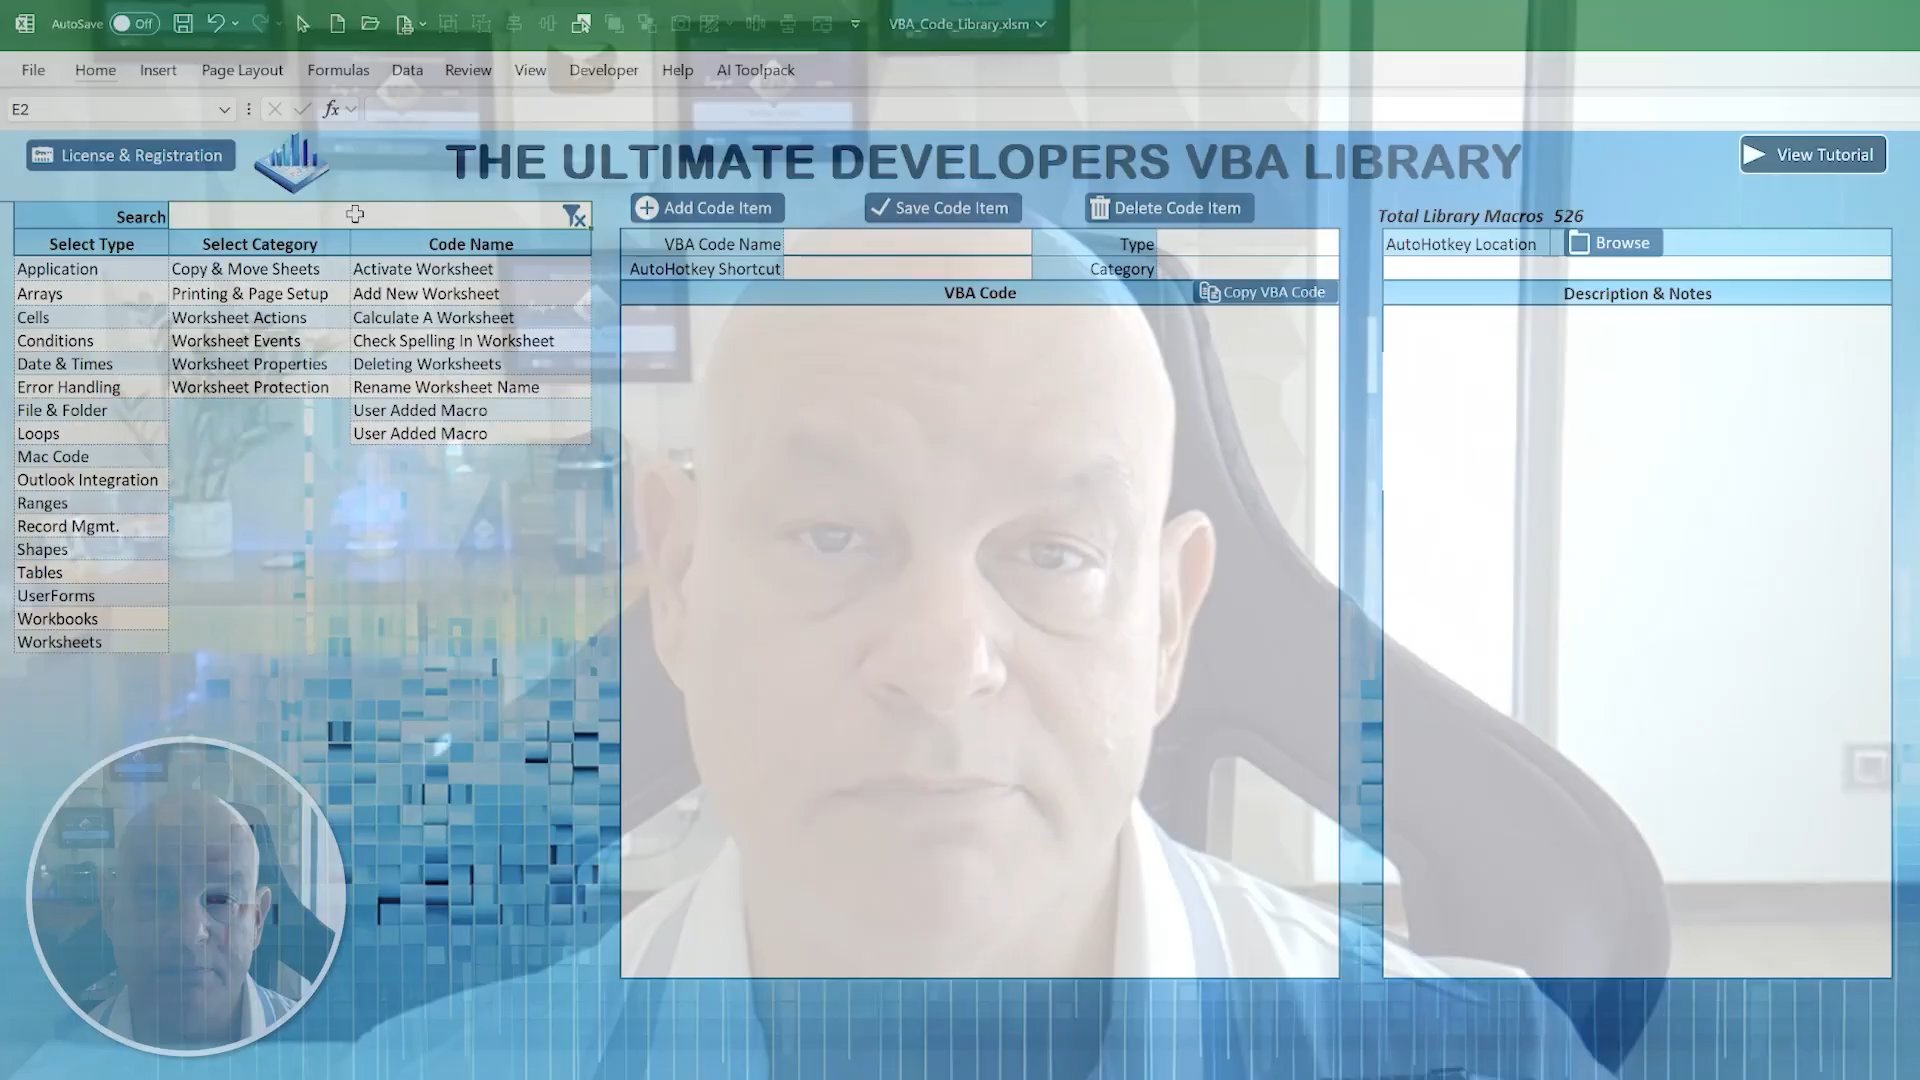 AutoSave Off VBA_Code_Library.xlsm
File Home Insert Page Layout Formulas Data Review View Developer Help AI Toolpack
E2 fx
License & Registration THE ULTIMATE DEVELOPERS VBA LIBRARY View Tutorial
Search Add Code Item Save Code Item Delete Code Item Total Library Macros 526
Select Type Select Category Code Name VBA Code Name Type AutoHotkey Location Browse
Application Copy & Move Sheets Activate Worksheet AutoHotkey Shortcut Category
Arrays Printing & Page Setup Add New Worksheet VBA Code Copy VBA Code Description & Notes
Cells Worksheet Actions Calculate A Worksheet
Conditions Worksheet Events Check Spelling In Worksheet
Date & Times Worksheet Properties Deleting Worksheets
Error Handling Worksheet Protection Rename Worksheet Name
File & Folder User Added Macro
Loops User Added Macro
Mac Code
Outlook Integration
Ranges
Record Mgmt.
Shapes
Tables
UserForms
Workbooks
Worksheets